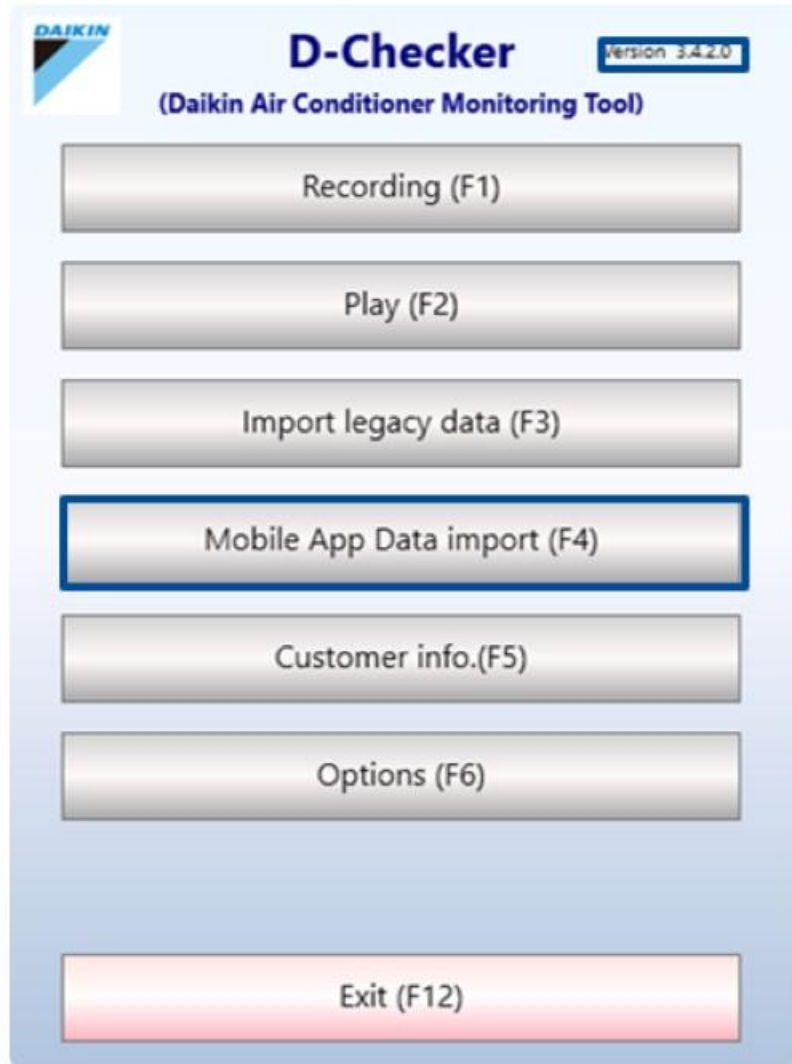 DAIKIN
D-Checker
Version 3.4.2.0
(Daikin Air Conditioner Monitoring Tool)
Recording (F1)
Play (F2)
Import legacy data (F3)
Mobile App Data import (F4)
Customer info.(F5)
Options (F6)
Exit (F12)